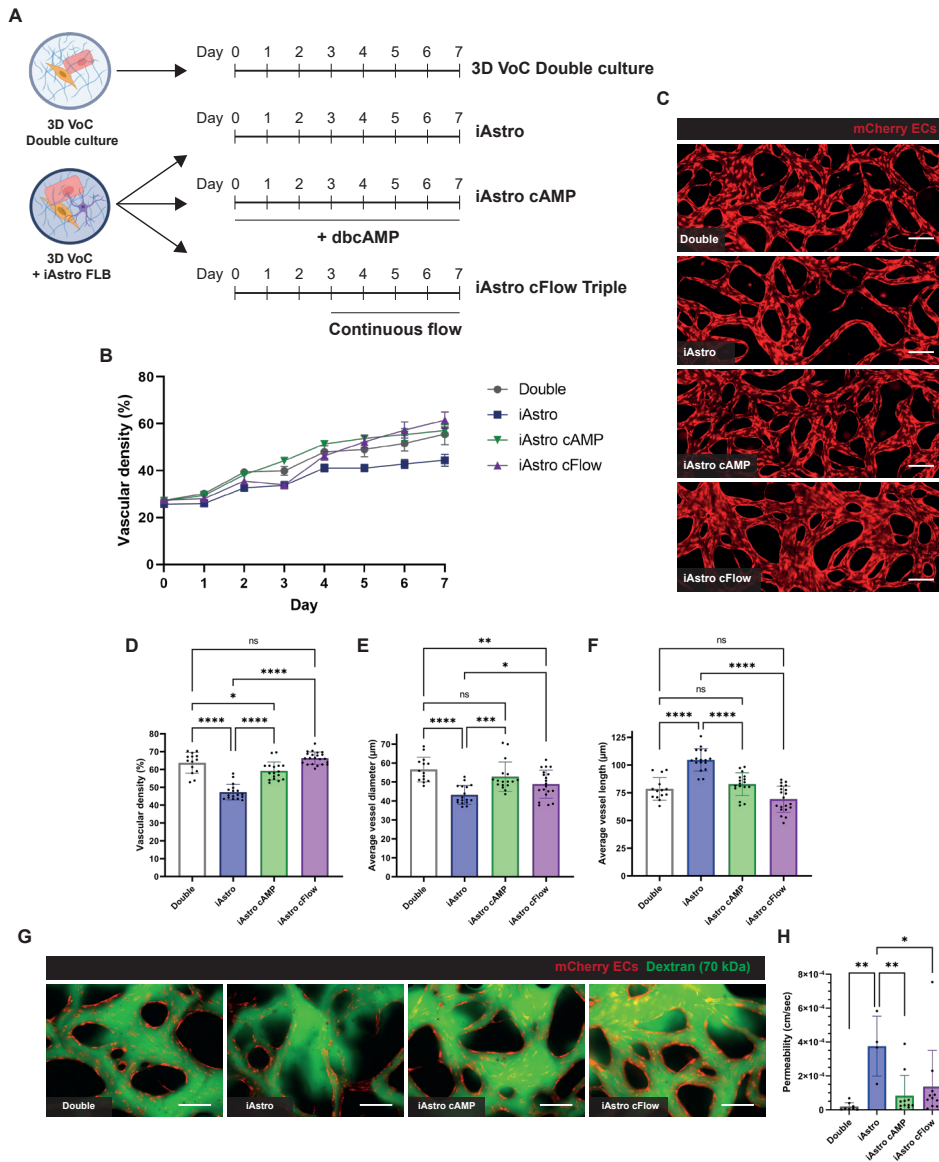 A
Day 0 1 2 3 4 5 6 7
3D VoC Double culture
3D VoC
Double culture
Day 0 1 2 3 4 5 6 7
iAstro
Day 0 1 2 3 4 5 6 7
iAstro cAMP
+ dbcAMP
3D VoC
+ iAstro FLB
Day 0 1 2 3 4 5 6 7
iAstro cFlow Triple
Continuous flow
B
Vascular density (%)
80
60
40
20
0
0 1 2 3 4 5 6 7
Day
Double
iAstro
iAstro cAMP
iAstro cFlow
C
mCherry ECs
Double
iAstro
iAstro cAMP
iAstro cFlow
D
ns
****
*
**** ****
Vascular density (%)
80
70
60
50
40
30
20
10
0
Double
iAstro
iAstro cAMP
iAstro cFlow
E
**
*
ns
**** ***
Average vessel diameter (µm)
70
60
50
40
30
20
10
0
Double
iAstro
iAstro cAMP
iAstro cFlow
F
ns
****
ns
**** ****
Average vessel length (µm)
125
100
75
50
25
0
Double
iAstro
iAstro cAMP
iAstro cFlow
G
mCherry ECs Dextran (70 kDa)
Double
iAstro
iAstro cAMP
iAstro cFlow
H
*
** **
Permeability (cm/sec)
8×10⁻⁴
6×10⁻⁴
4×10⁻⁴
2×10⁻⁴
0
Double
iAstro
iAstro cAMP
iAstro cFlow